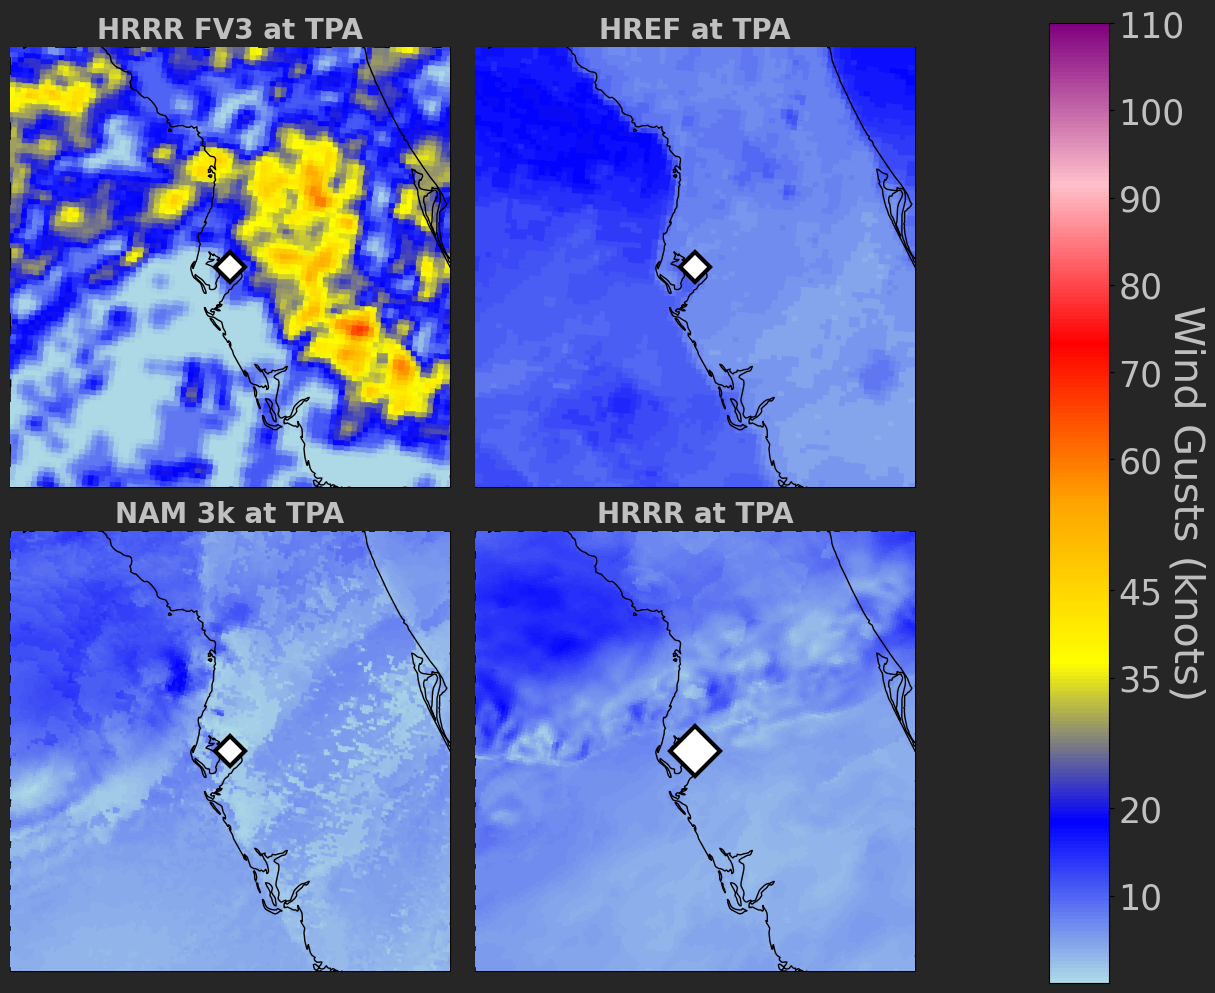 HRRR FV3 at TPA
HREF at TPA
NAM 3k at TPA
HRRR at TPA
110
100
90
80
70
60
45
35
20
10
Wind Gusts (knots)